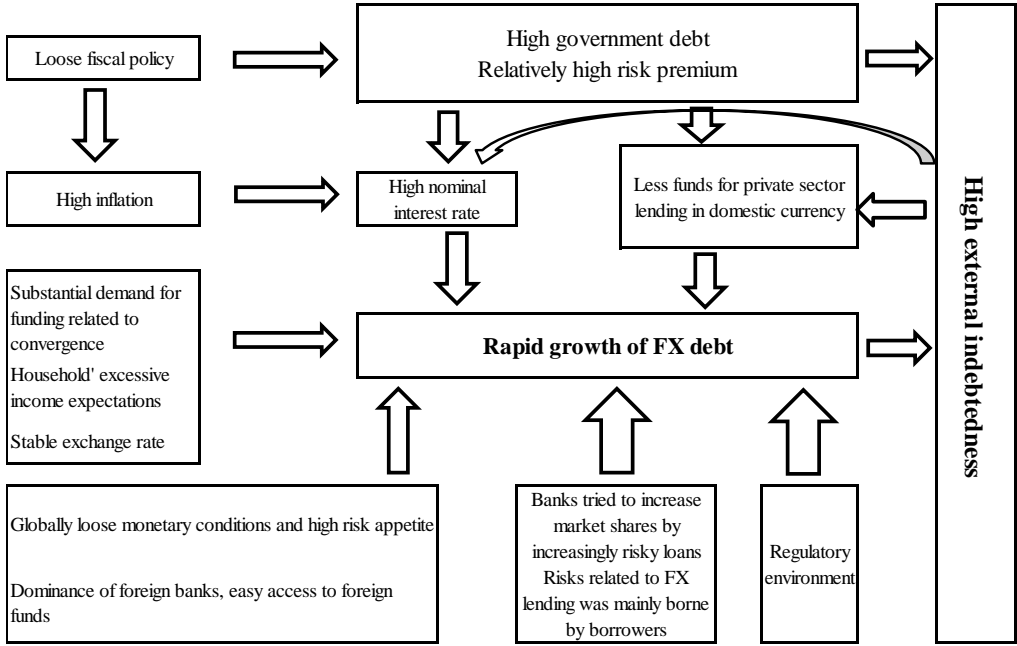 Loose fiscal policy
High government debt
Relatively high risk premium
High inflation
High nominal
interest rate
Less funds for private sector
lending in domestic currency
High external indebtedness
Substantial demand for
funding related to
convergence
Household' excessive
income expectations
Stable exchange rate
Rapid growth of FX debt
Globally loose monetary conditions and high risk appetite
Dominance of foreign banks, easy access to foreign
funds
Banks tried to increase
market shares by
increasingly risky loans
Risks related to FX
lending was mainly borne
by borrowers
Regulatory
environment